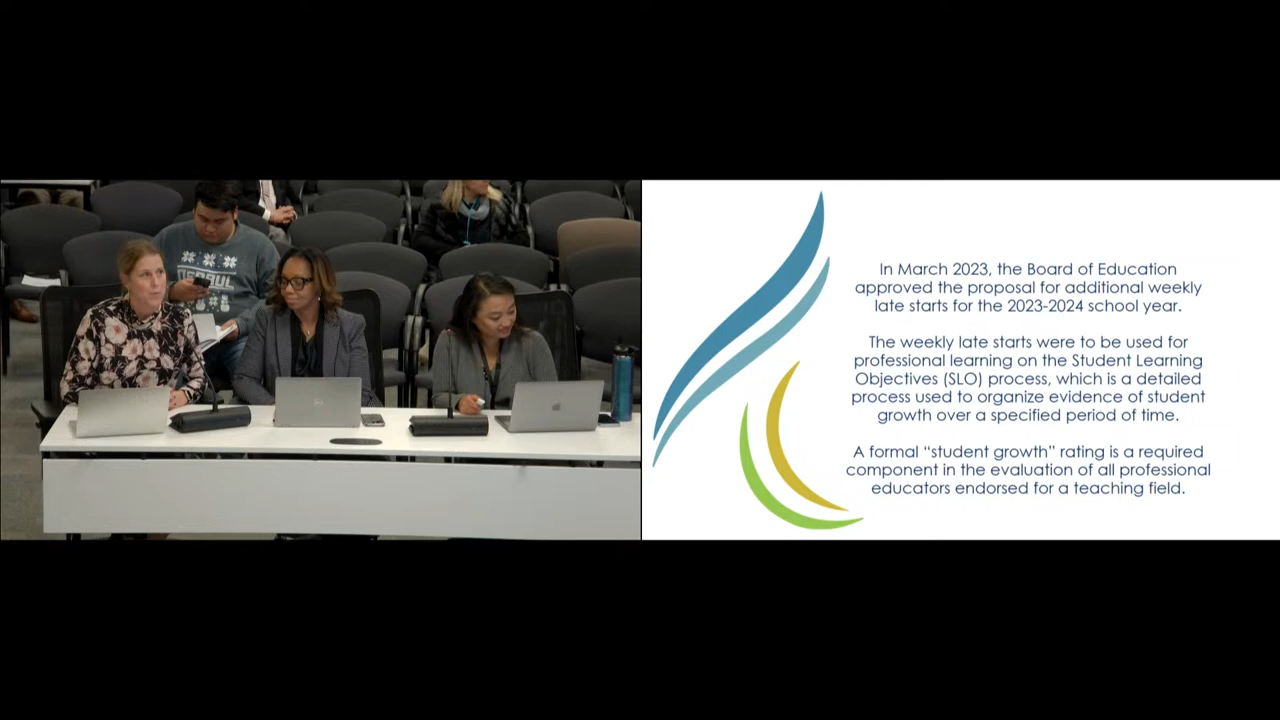 DEPAUL
In March 2023, the Board of Education
approved the proposal for additional weekly
late starts for the 2023-2024 school year.
The weekly late starts were to be used for
professional learning on the Student Learning
Objectives (SLO) process, which is a detailed
process used to organize evidence of student
growth over a specified period of time.
A formal “student growth” rating is a required
component in the evaluation of all professional
educators endorsed for a teaching field.